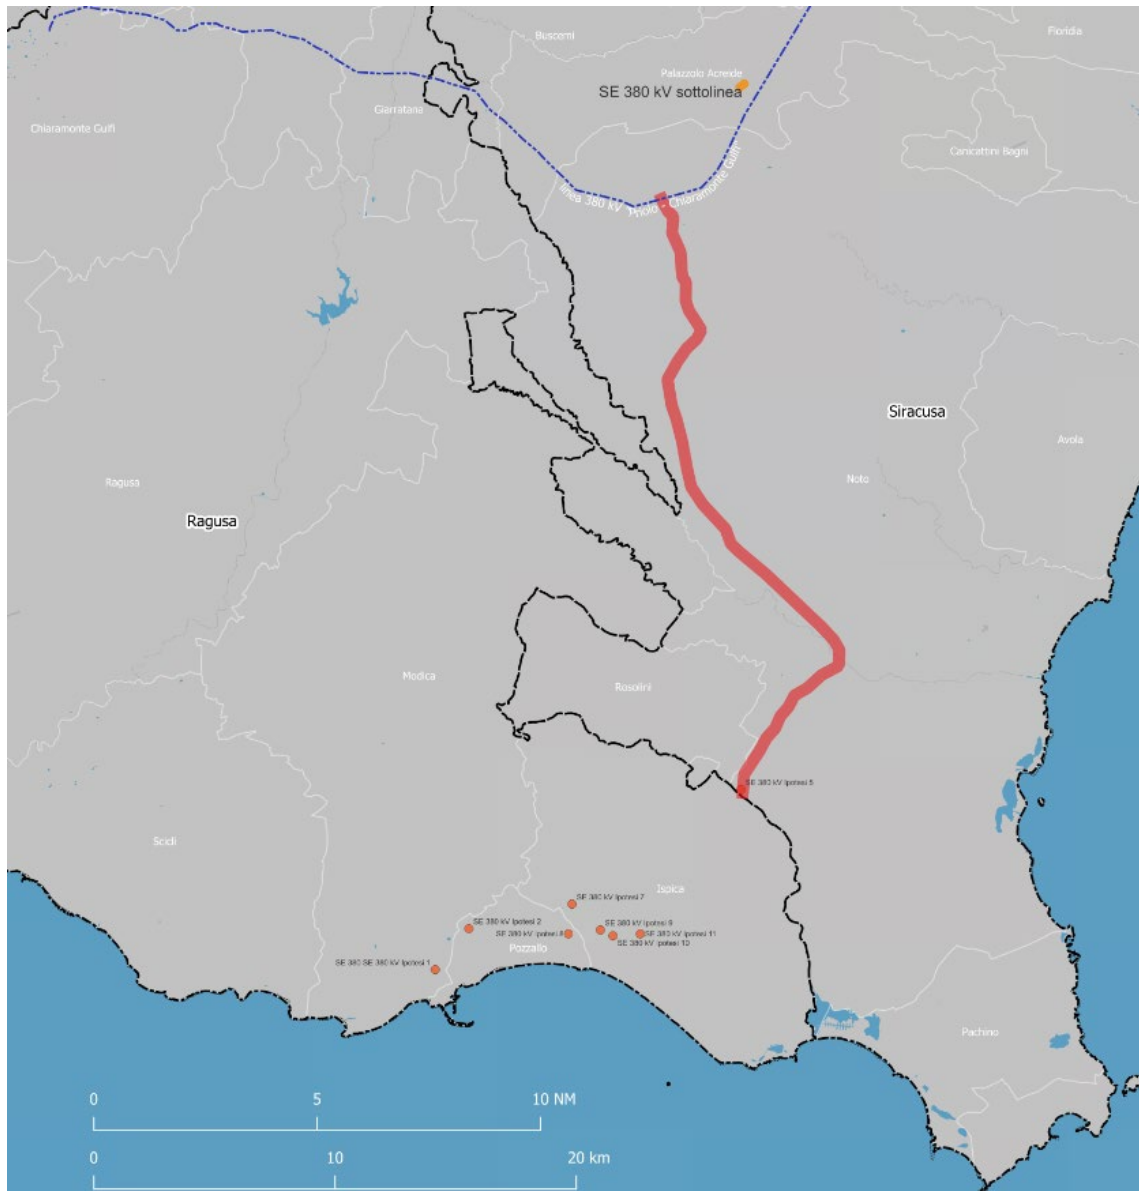 Buscemi
Floridia
Palazzolo Acreide
SE 380 kV sottolinea
Giarratana
Chiaramonte Gulfi
Canicattini Bagni
linea 380 kV "Priolo - Chiaramonte Gulfi"
Siracusa
Avola
Ragusa
Noto
Ragusa
Modica
Rosolini
SE 380 kV Ipotesi 5
Scicli
Ispica
SE 380 kV Ipotesi 7
SE 380 kV Ipotesi 2
SE 380 kV Ipotesi 9
SE 380 kV Ipotesi 8
SE 380 kV Ipotesi 11
SE 380 kV Ipotesi 10
Pozzallo
SE 380 SE 380 kV Ipotesi 1
Pachino
0 5 10 NM
0 10 20 km